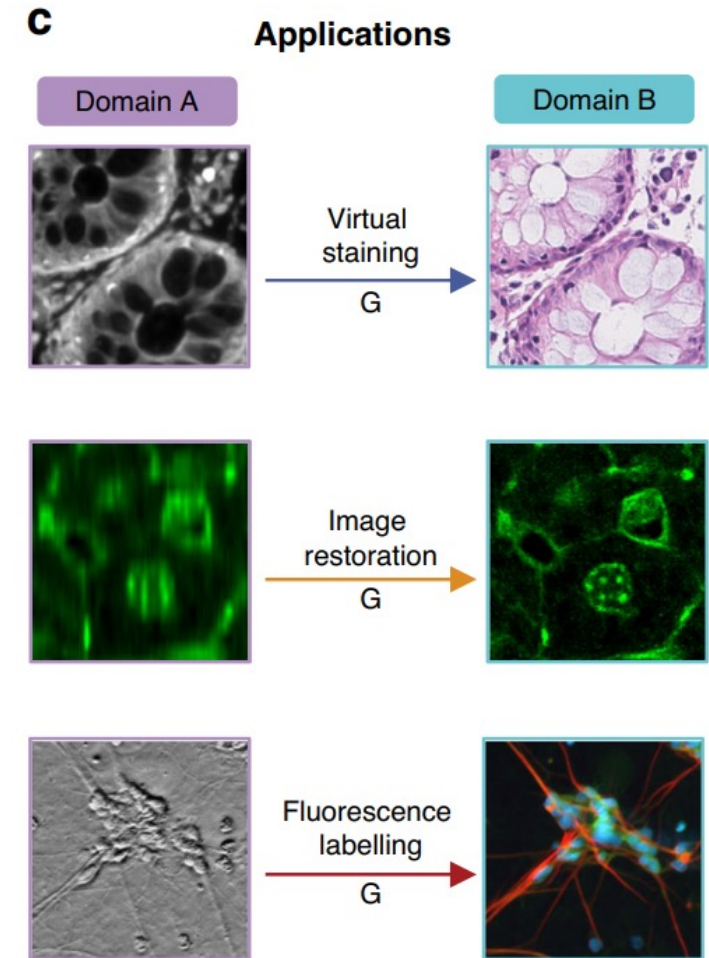 c
Applications
Domain A
Domain B
Virtual
staining
G
Image
restoration
G
Fluorescence
labelling
G